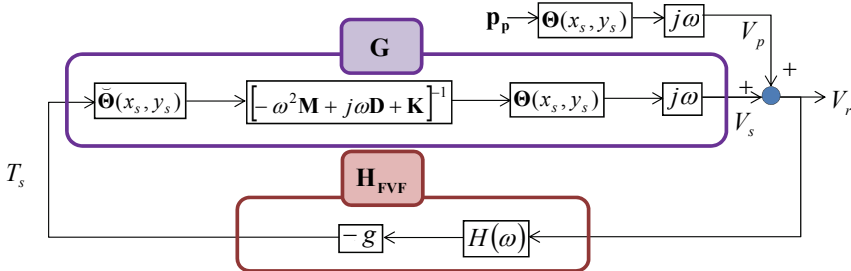 p_p Θ(x_s, y_s) jω
V_p
G
+
Θ̆(x_s, y_s) [−ω²M + jωD + K]⁻¹ Θ(x_s, y_s) jω + V_r
V_s
T_s
H_FVF
−g H(ω)